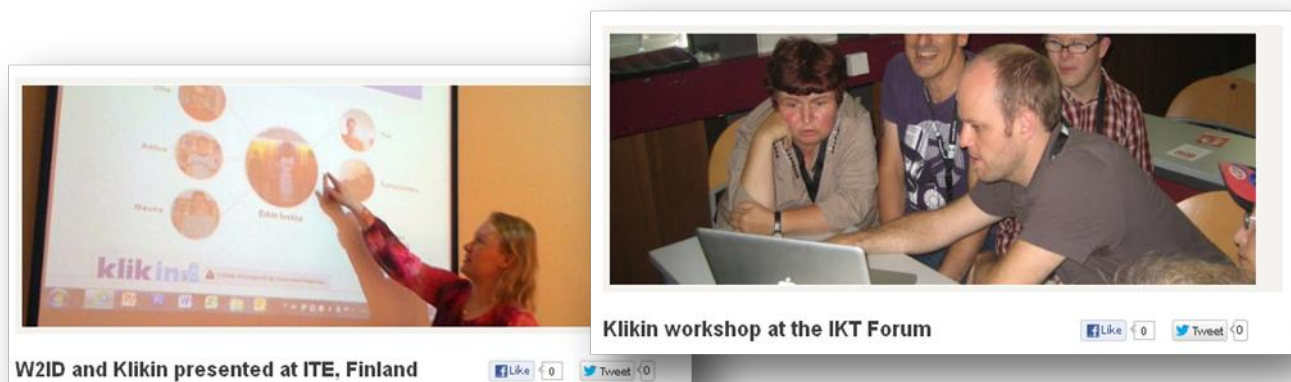 klikin
W2ID and Klikin presented at ITE, Finland
Like 0 Tweet 0
Klikin workshop at the IKT Forum
Like 0 Tweet 0